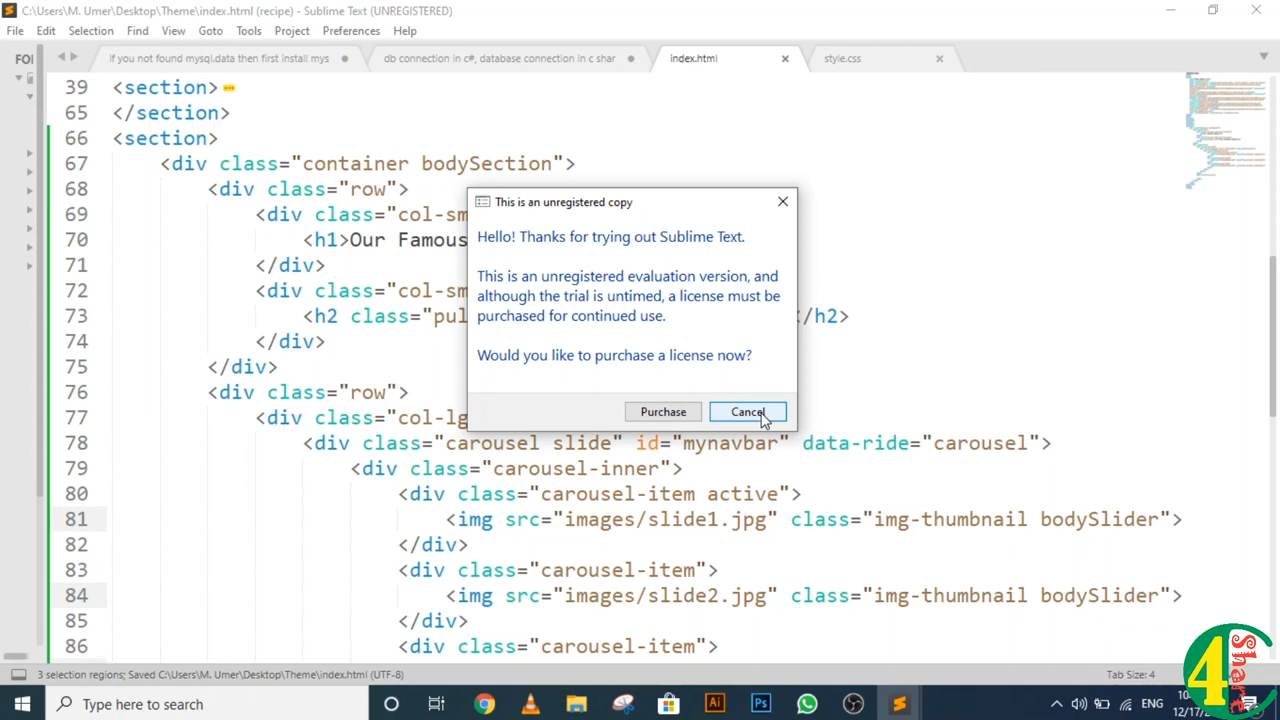 C:\Users\M. Umer\Desktop\Theme\index.html (recipe) - Sublime Text (UNREGISTERED)
File Edit Selection Find View Goto Tools Project Preferences Help
FOI
if you not found mysql.data then first install mys
db connection in c#, database connection in c shar
index.html
style.css
39 <section>
65 </section>
66 <section>
67 <div class="container bodySection">
68 <div class="row">
69 <div class="col-sm
70 <h1>Our Famous
71 </div>
72 <div class="col-sm
73 <h2 class="pul </h2>
74 </div>
75 </div>
76 <div class="row">
77 <div class="col-lg
78 <div class="carousel slide" id="mynavbar" data-ride="carousel">
79 <div class="carousel-inner">
80 <div class="carousel-item active">
81 <img src="images/slide1.jpg" class="img-thumbnail bodySlider">
82 </div>
83 <div class="carousel-item">
84 <img src="images/slide2.jpg" class="img-thumbnail bodySlider">
85 </div>
86 <div class="carousel-item">
This is an unregistered copy
Hello! Thanks for trying out Sublime Text.
This is an unregistered evaluation version, and
although the trial is untimed, a license must be
purchased for continued use.
Would you like to purchase a license now?
Purchase Cancel
3 selection regions; Saved C:\Users\M. Umer\Desktop\Theme\index.html (UTF-8)
Tab Size: 4
Type here to search
Ai
Ps
ENG
12/17/2
4 Share